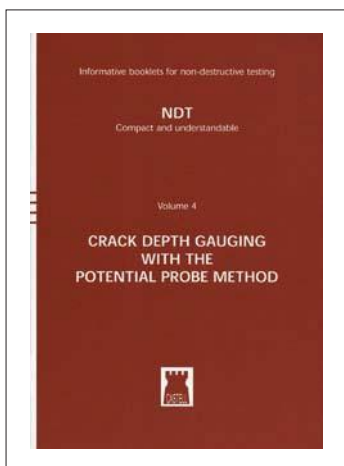 Informative booklets for non-destructive testing
NDT
Compact and understandable
Volume 4
CRACK DEPTH GAUGING
WITH THE
POTENTIAL PROBE METHOD
CASTELL